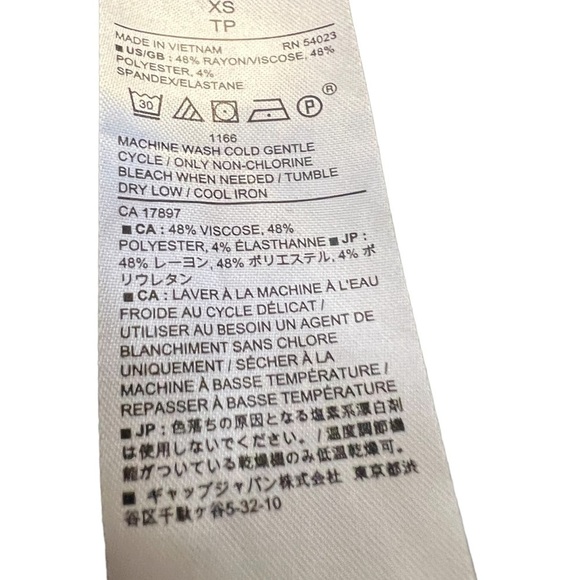 XS
TP
MADE IN VIETNAM RN 54023
■ US/GB : 48% RAYON/VISCOSE, 48%
POLYESTER, 4%
SPANDEX/ELASTANE
30 P ®
1166
MACHINE WASH COLD GENTLE
CYCLE / ONLY NON-CHLORINE
BLEACH WHEN NEEDED / TUMBLE
DRY LOW / COOL IRON
CA 17897
■ CA : 48% VISCOSE, 48%
POLYESTER, 4% ÉLASTHANNE ■ JP :
48% レーヨン, 48% ポリエステル, 4% ポ
リウレタン
■ CA : LAVER À LA MACHINE À L'EAU
FROIDE AU CYCLE DÉLICAT /
UTILISER AU BESOIN UN AGENT DE
BLANCHIMENT SANS CHLORE
UNIQUEMENT / SÉCHER À LA
MACHINE À BASSE TEMPÉRATURE /
REPASSER À BASSE TEMPÉRATURE
■ JP : 色落ちの原因となる塩素系漂白剤
は使用しないでください。/ 温度調節機
能がついている乾燥機のみ低温乾燥可。
■ ギャップジャパン株式会社 東京都渋
谷区千駄ケ谷5-32-10